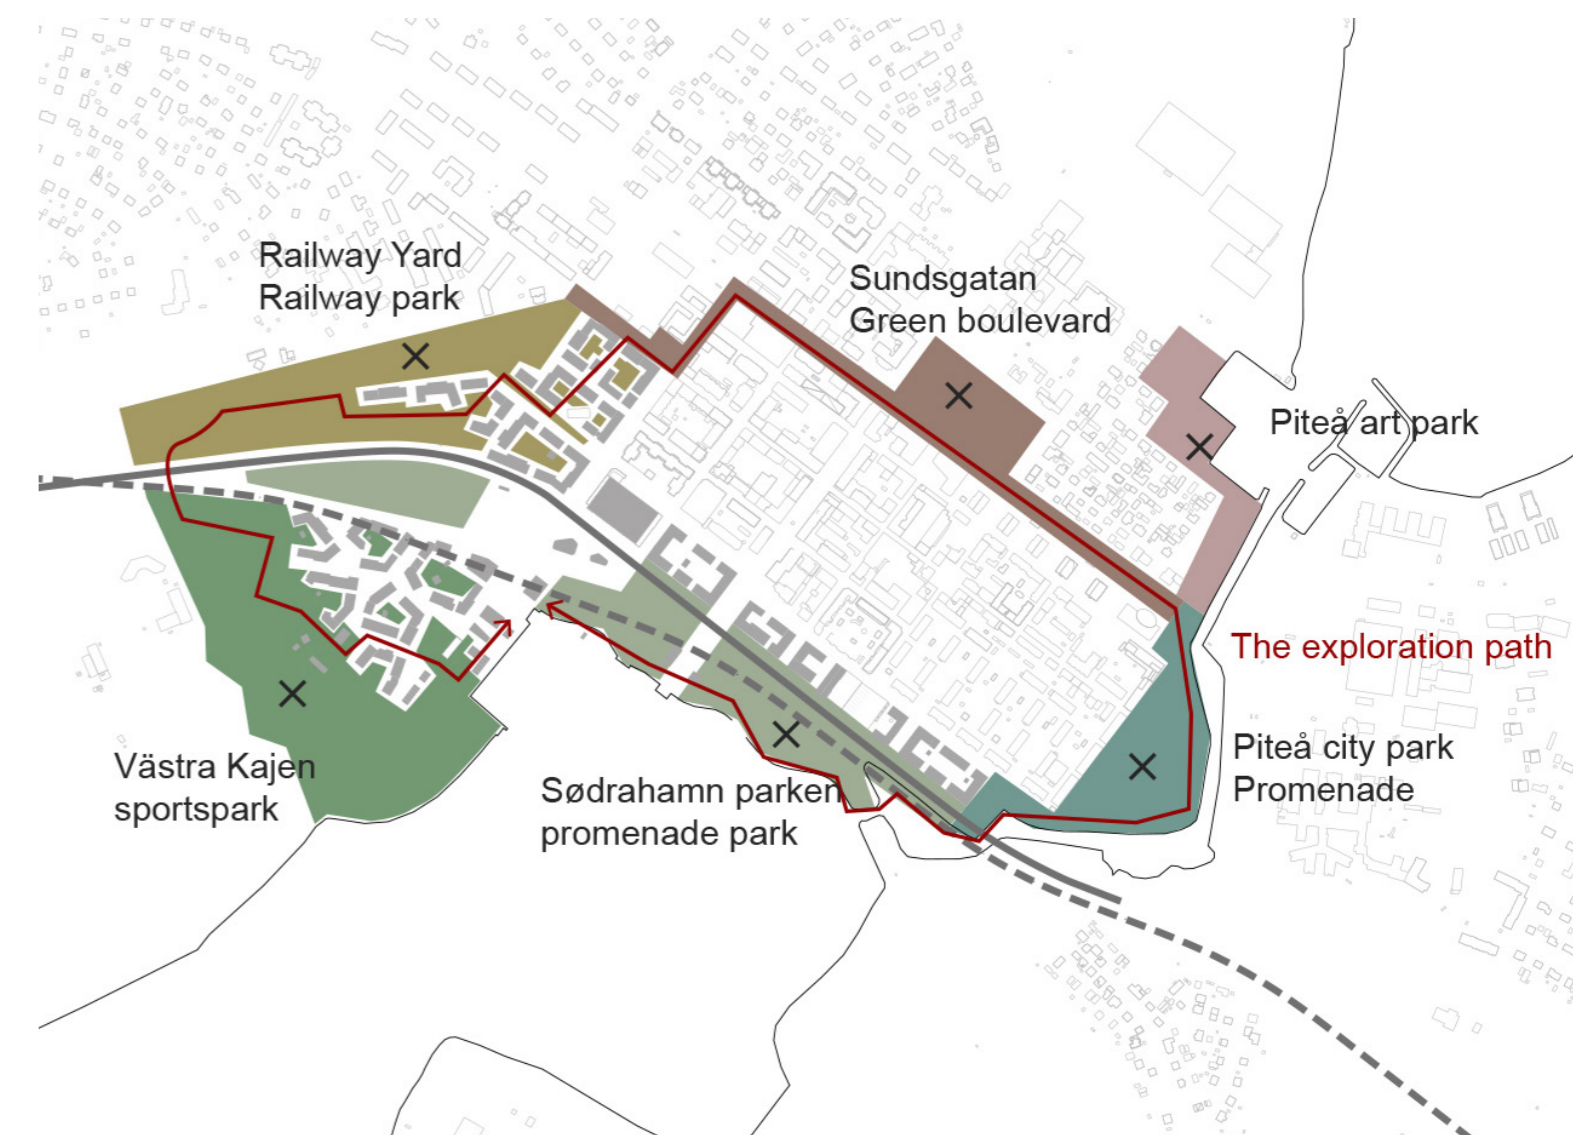 Railway Yard
Railway park
Sundsgatan
Green boulevard
Piteå art park
The exploration path
Piteå city park
Promenade
Västra Kajen
sportspark
Sødrahamn parken
promenade park